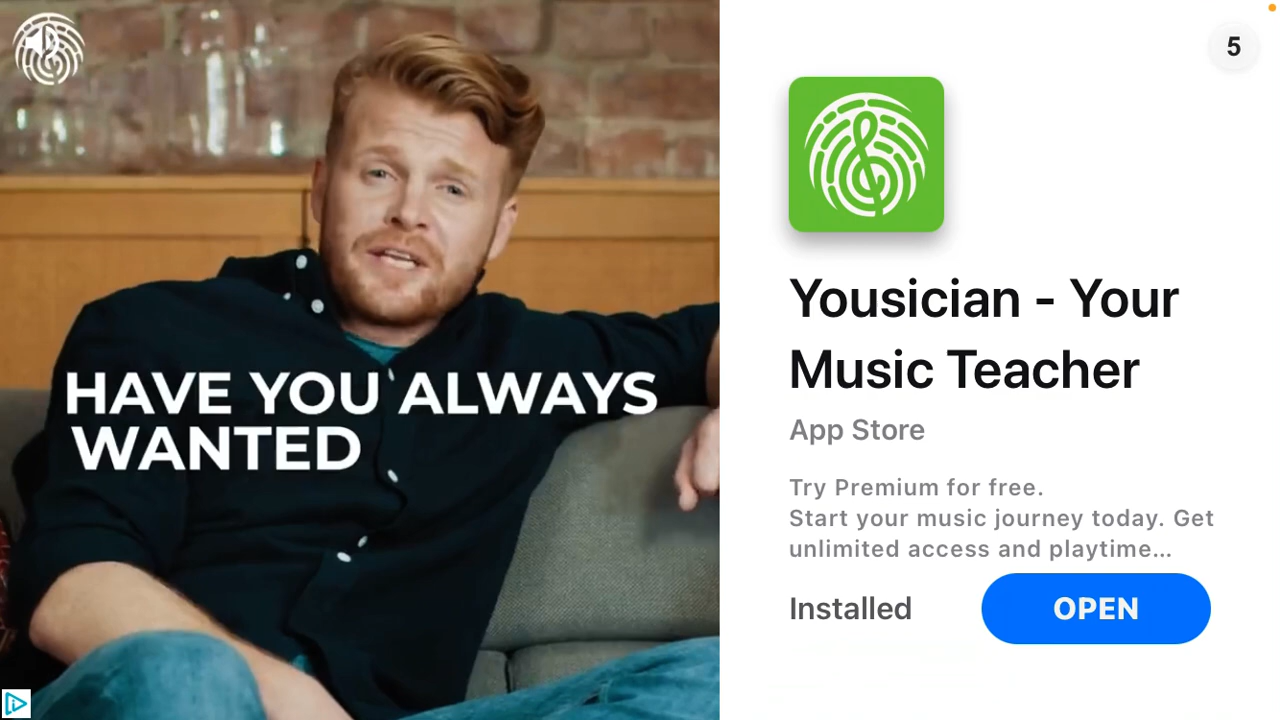 HAVE YOU ALWAYS
WANTED
5
Yousician - Your
Music Teacher
App Store
Try Premium for free.
Start your music journey today. Get
unlimited access and playtime...
Installed
OPEN